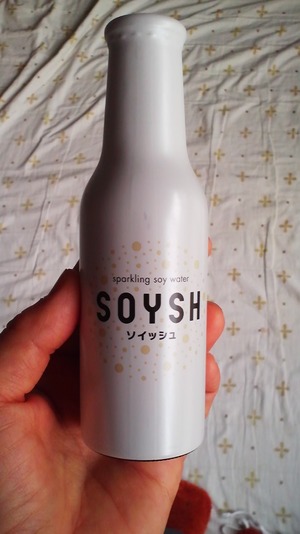 sparkling soy water
SOYSH
ソイッシュ